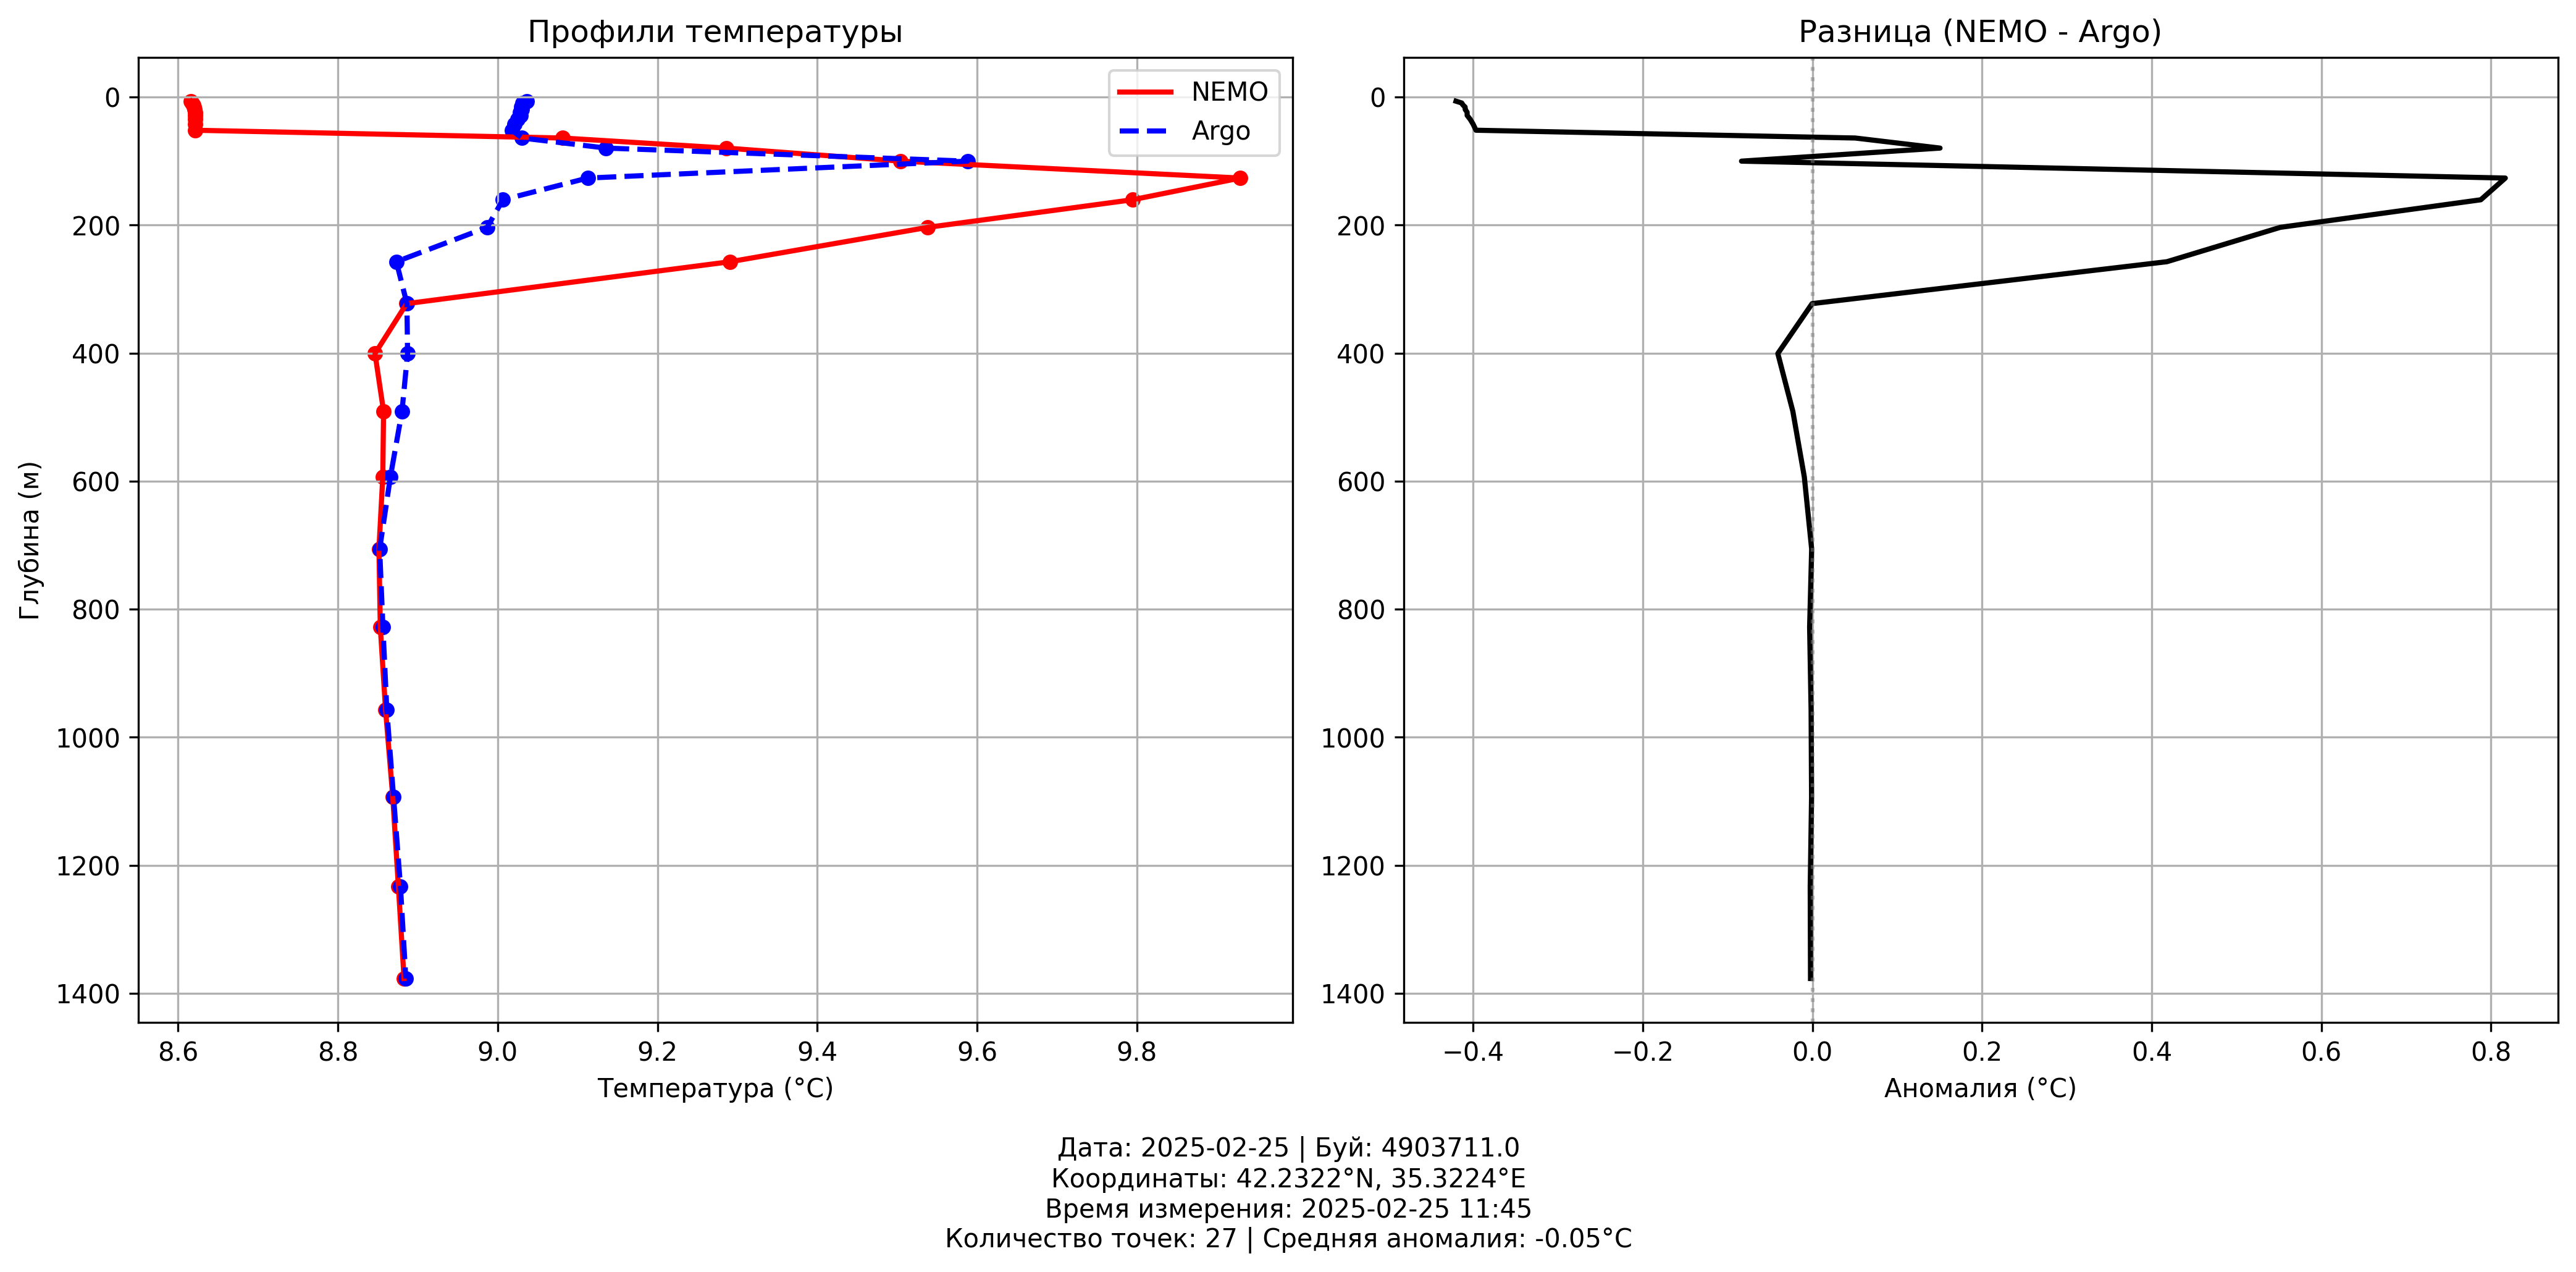 Профили температуры
NEMO
Argo
0
200
400
600
800
1000
1200
1400
Глубина (м)
8.6 8.8 9.0 9.2 9.4 9.6 9.8
Температура (°C)
Разница (NEMO - Argo)
0
200
400
600
800
1000
1200
1400
−0.4 −0.2 0.0 0.2 0.4 0.6 0.8
Аномалия (°C)
Дата: 2025-02-25 | Буй: 4903711.0
Координаты: 42.2322°N, 35.3224°E
Время измерения: 2025-02-25 11:45
Количество точек: 27 | Средняя аномалия: -0.05°C